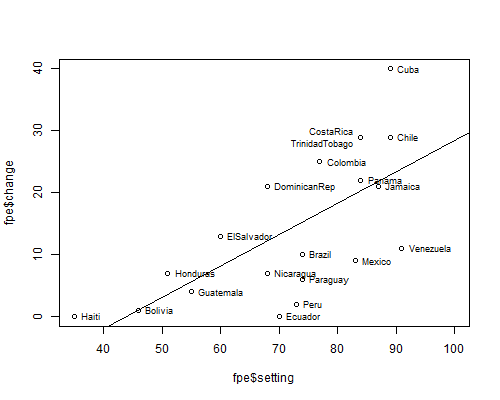 fpe$change
40
30
20
10
0
Cuba
CostaRica
TrinidadTobago
Chile
Colombia
Panama
DominicanRep
Jamaica
ElSalvador
Brazil
Venezuela
Mexico
Honduras
Nicaragua
Paraguay
Guatemala
Haiti
Bolivia
Peru
Ecuador
40 50 60 70 80 90 100
fpe$setting